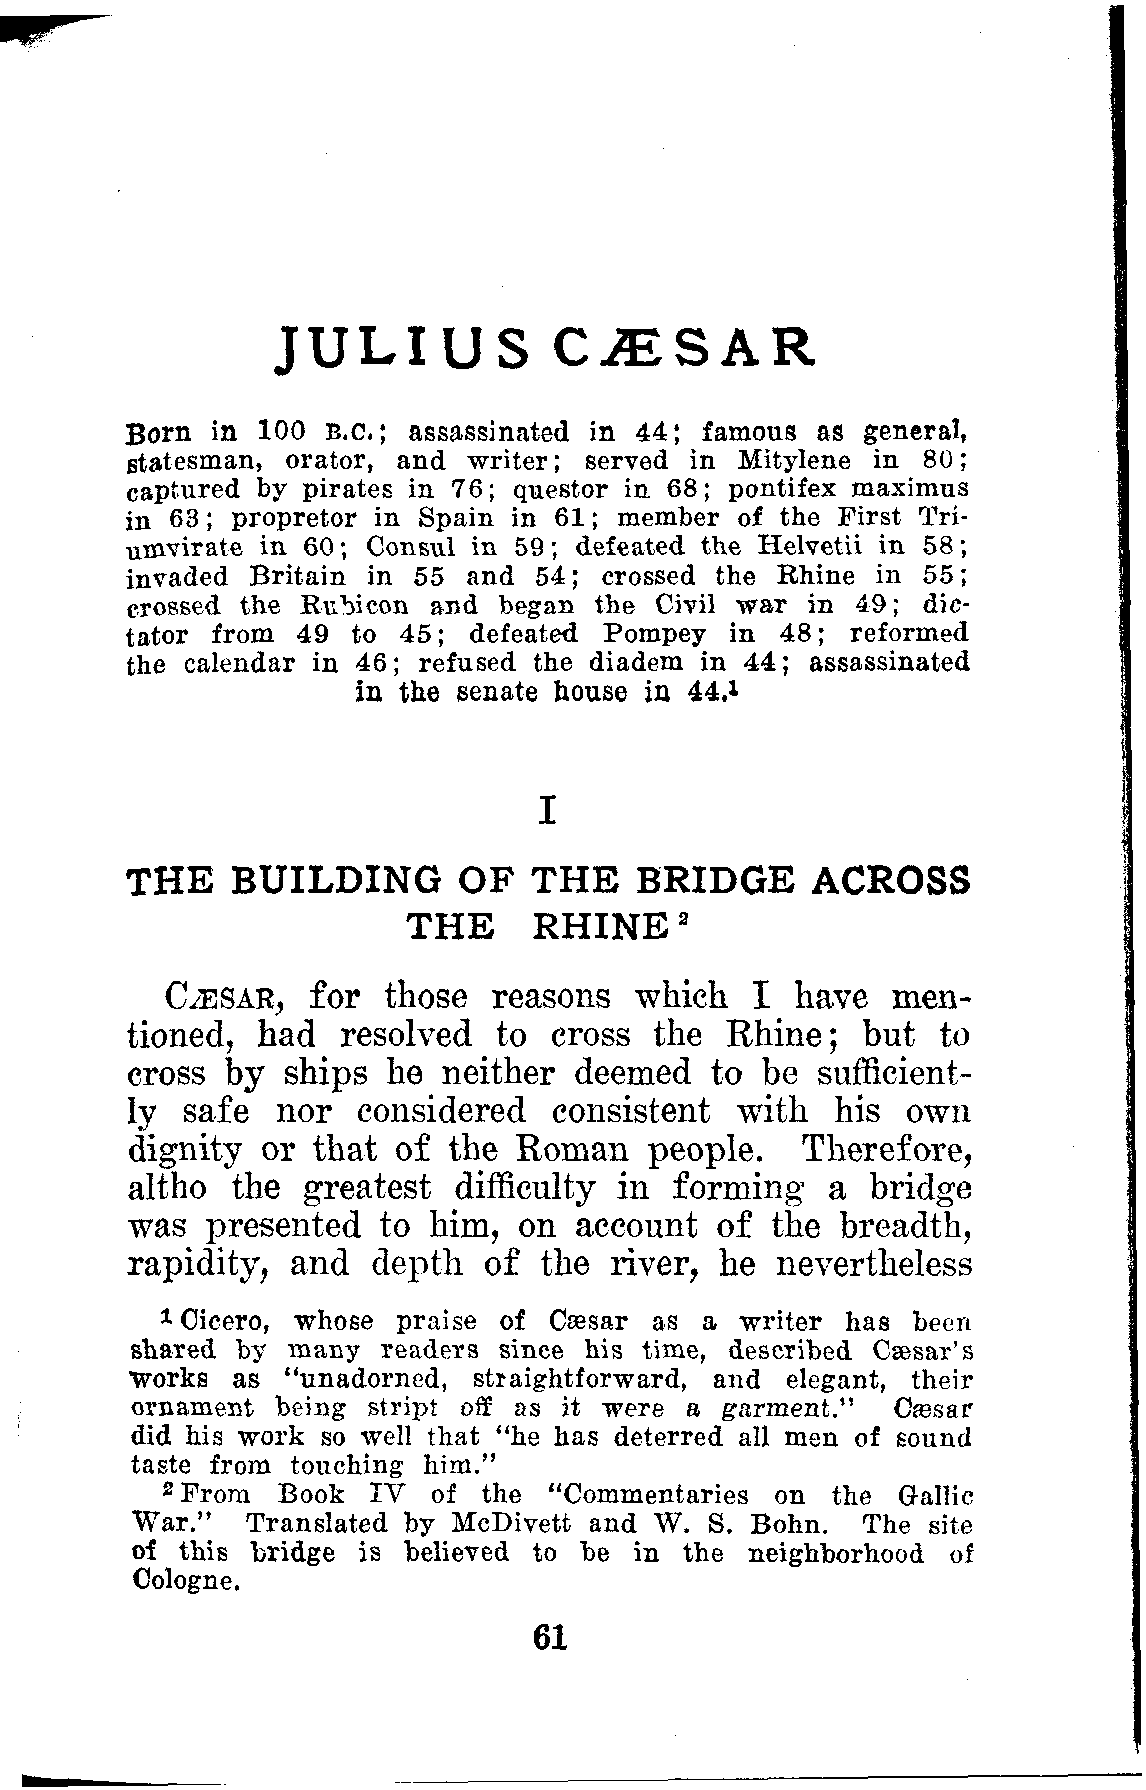 JULIUS CÆSAR
Born in 100 B.C.; assassinated in 44; famous as general,
statesman, orator, and writer; served in Mitylene in 80;
captured by pirates in 76; questor in 68; pontifex maximus
in 63; propretor in Spain in 61; member of the First Tri-
umvirate in 60; Consul in 59; defeated the Helvetii in 58;
invaded Britain in 55 and 54; crossed the Rhine in 55;
crossed the Rubicon and began the Civil war in 49; dic-
tator from 49 to 45; defeated Pompey in 48; reformed
the calendar in 46; refused the diadem in 44; assassinated
in the senate house in 44.¹
I
THE BUILDING OF THE BRIDGE ACROSS
THE RHINE ²
CÆSAR, for those reasons which I have men-
tioned, had resolved to cross the Rhine; but to
cross by ships he neither deemed to be sufficient-
ly safe nor considered consistent with his own
dignity or that of the Roman people. Therefore,
altho the greatest difficulty in forming a bridge
was presented to him, on account of the breadth,
rapidity, and depth of the river, he nevertheless
¹ Cicero, whose praise of Cæsar as a writer has been
shared by many readers since his time, described Cæsar's
works as "unadorned, straightforward, and elegant, their
ornament being stript off as it were a garment." Cæsar
did his work so well that "he has deterred all men of sound
taste from touching him."
² From Book IV of the "Commentaries on the Gallic
War." Translated by McDivett and W. S. Bohn. The site
of this bridge is believed to be in the neighborhood of
Cologne.
61